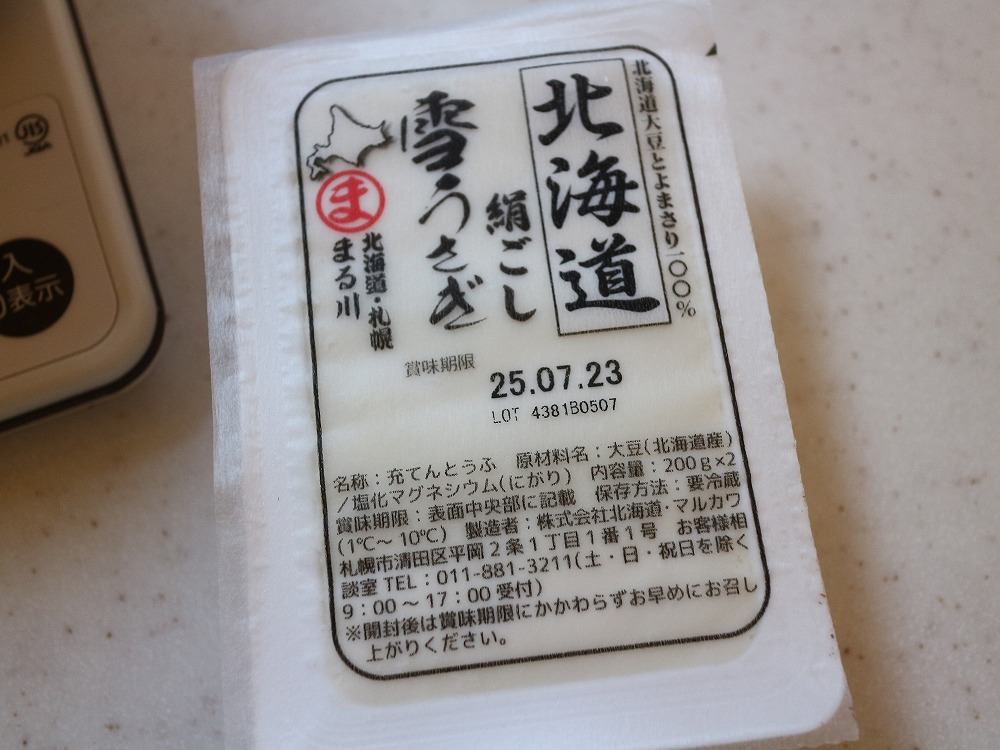 北海道大豆とよまさり一〇〇%
北海道
絹ごし
雪うさぎ
ま
北海道・札幌
まる川
賞味期限
25.07.23
LOT 4381B0507
名称：充てんとうふ 原材料名：大豆(北海道産)
/塩化マグネシウム(にがり) 内容量：200g×2
賞味期限：表面中央部に記載 保存方法：要冷蔵
(1℃～10℃) 製造者：株式会社北海道・マルカワ
札幌市清田区平岡2条1丁目1番1号 お客様相
談室 TEL：011-881-3211(土・日・祝日を除く
9：00～17：00 受付)
※開封後は賞味期限にかかわらずお早めにお召し
上がりください。
JIS
入
表示